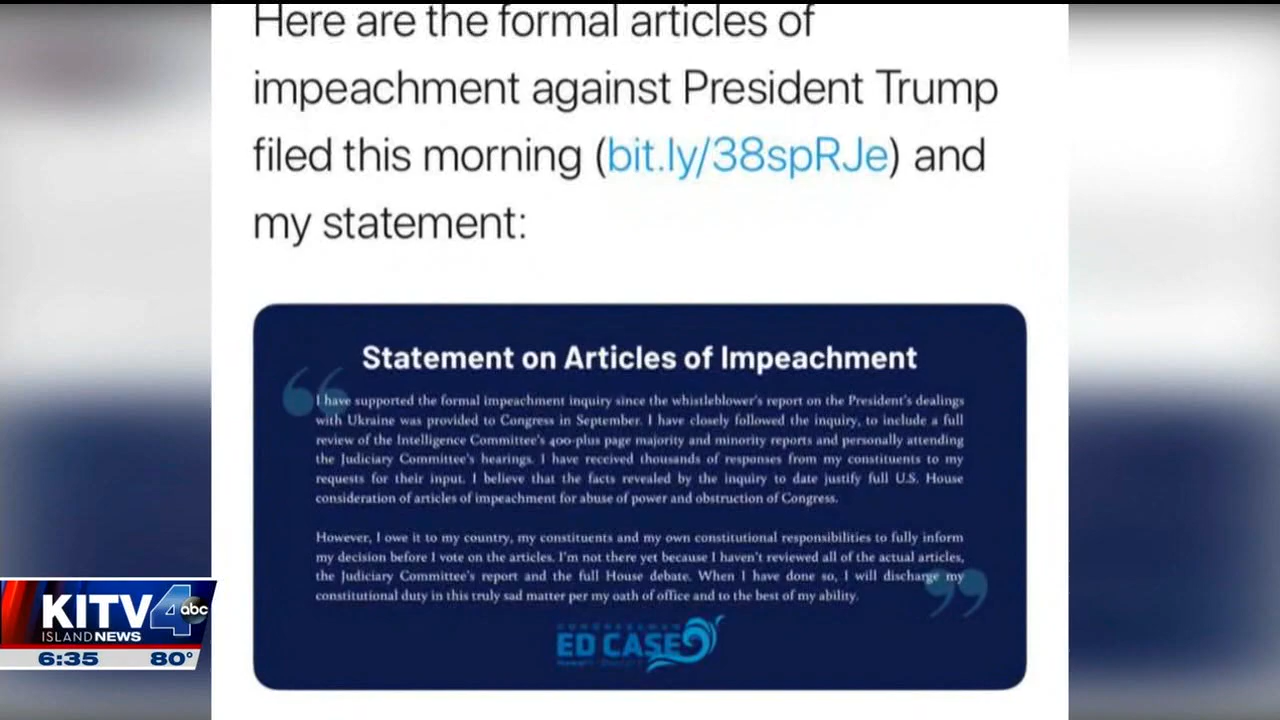 Here are the formal articles of
impeachment against President Trump
filed this morning (bit.ly/38spRJe) and
my statement:
Statement on Articles of Impeachment
I have supported the formal impeachment inquiry since the whistleblower's report on the President's dealings
with Ukraine was provided to Congress in September. I have closely followed the inquiry, to include a full
review of the Intelligence Committee's 400-plus page majority and minority reports and personally attending
the Judiciary Committee's hearings. I have received thousands of responses from my constituents to my
requests for their input. I believe that the facts revealed by the inquiry to date justify full U.S. House
consideration of articles of impeachment for abuse of power and obstruction of Congress.
However, I owe it to my country, my constituents and my own constitutional responsibilities to fully inform
my decision before I vote on the articles. I'm not there yet because I haven't reviewed all of the actual articles,
the Judiciary Committee's report and the full House debate. When I have done so, I will discharge my
constitutional duty in this truly sad matter per my oath of office and to the best of my ability.
CONGRESSMAN
ED CASE
KITV 4 abc
ISLAND NEWS
6:35 80°